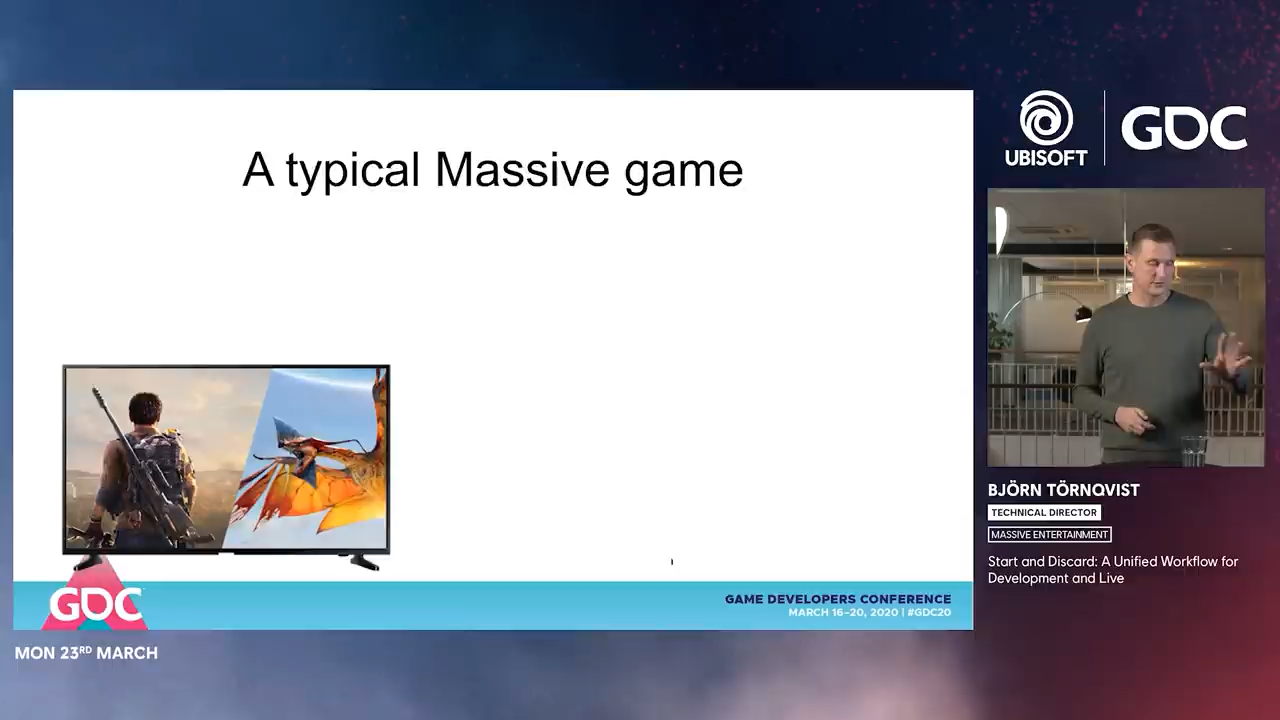 A typical Massive game
GDC
GAME DEVELOPERS CONFERENCE
MARCH 16–20, 2020 | #GDC20
MON 23RD MARCH
UBISOFT
GDC
BJÖRN TÖRNQVIST
TECHNICAL DIRECTOR
MASSIVE ENTERTAINMENT
Start and Discard: A Unified Workflow for
Development and Live